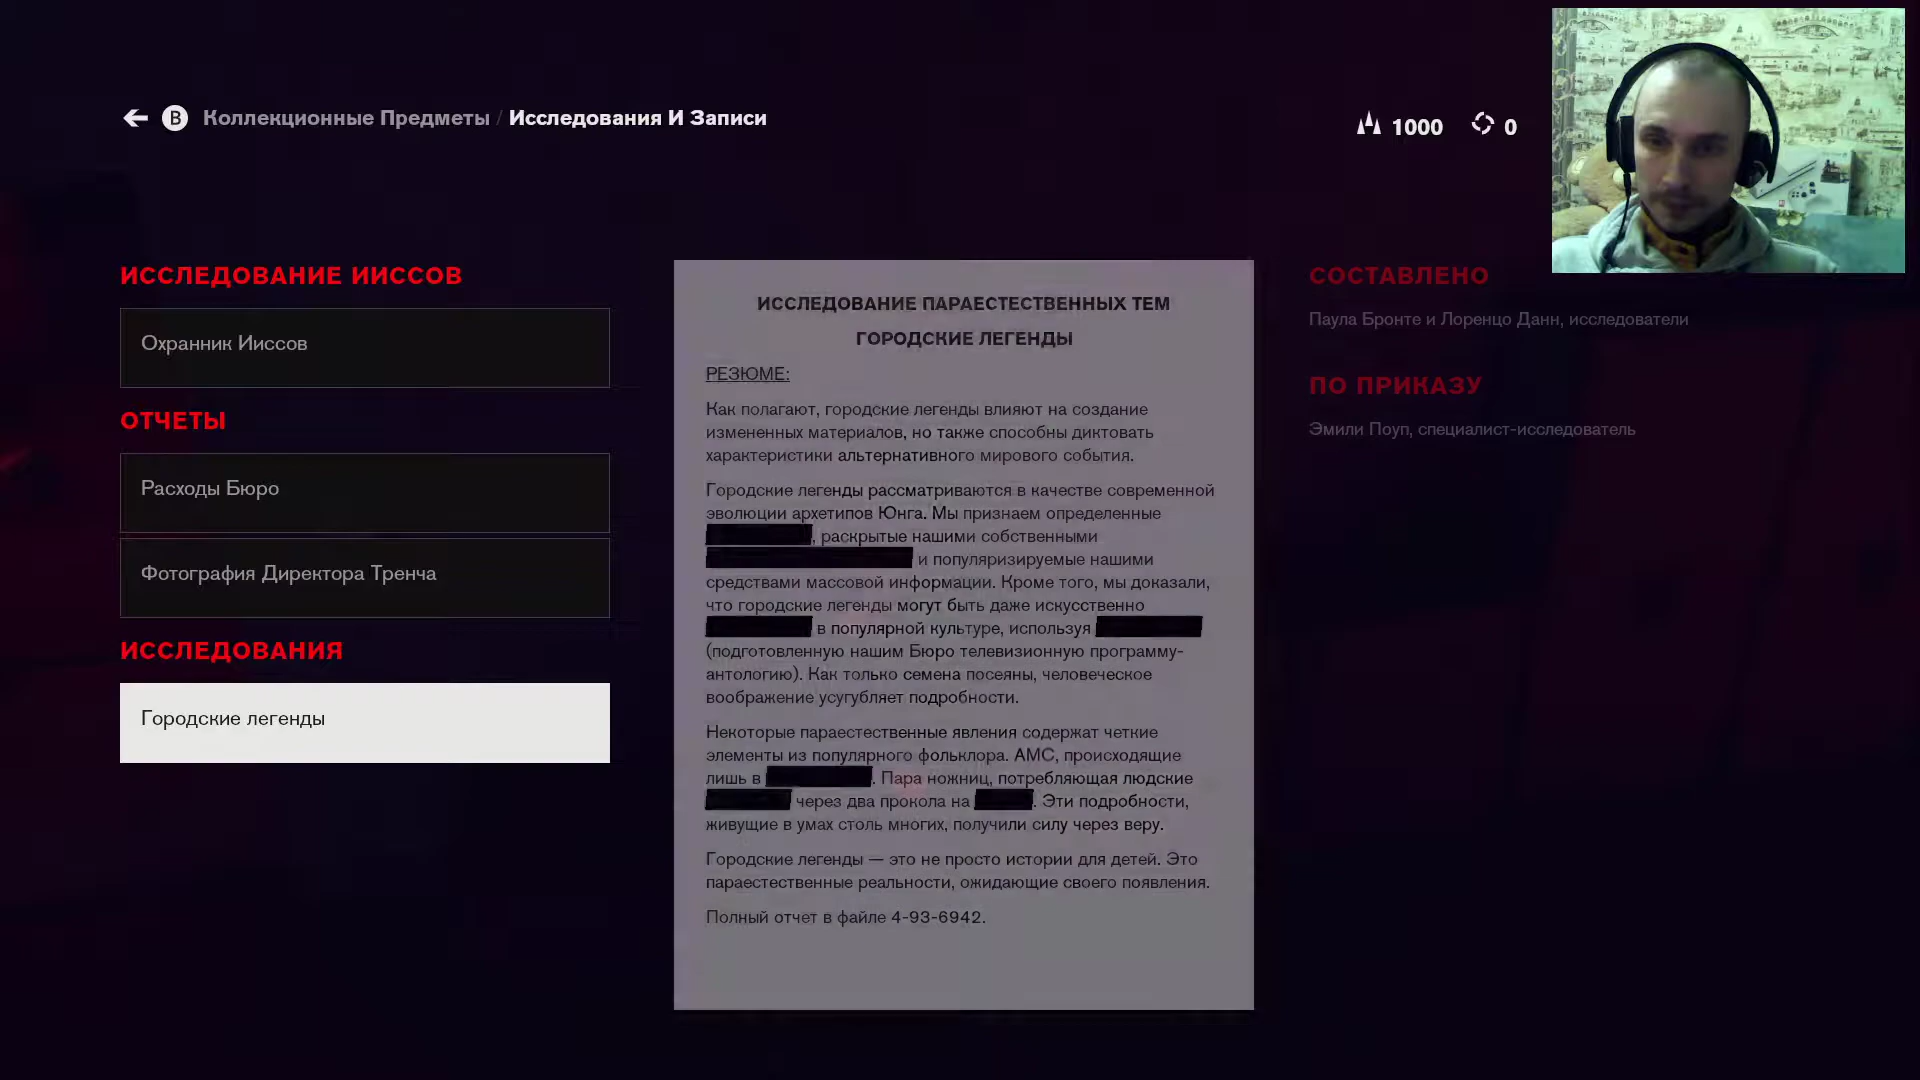 B Коллекционные Предметы / Исследования И Записи
1000 0
ИССЛЕДОВАНИЕ ИИССОВ
Охранник Ииссов
ОТЧЕТЫ
Расходы Бюро
Фотография Директора Тренча
ИССЛЕДОВАНИЯ
Городские легенды
ИССЛЕДОВАНИЕ ПАРАЕСТЕСТВЕННЫХ ТЕМ
ГОРОДСКИЕ ЛЕГЕНДЫ
РЕЗЮМЕ:
Как полагают, городские легенды влияют на создание
измененных материалов, но также способны диктовать
характеристики альтернативного мирового события.
Городские легенды рассматриваются в качестве современной
эволюции архетипов Юнга. Мы признаем определенные
, раскрытые нашими собственными
и популяризируемые нашими
средствами массовой информации. Кроме того, мы доказали,
что городские легенды могут быть даже искусственно
в популярной культуре, используя
(подготовленную нашим Бюро телевизионную программу-
антологию). Как только семена посеяны, человеческое
воображение усугубляет подробности.
Некоторые параестественные явления содержат четкие
элементы из популярного фольклора. АМС, происходящие
лишь в . Пара ножниц, потребляющая людские
через два прокола на . Эти подробности,
живущие в умах столь многих, получили силу через веру.
Городские легенды — это не просто истории для детей. Это
параестественные реальности, ожидающие своего появления.
Полный отчет в файле 4-93-6942.
СОСТАВЛЕНО
Паула Бронте и Лоренцо Данн, исследователи
ПО ПРИКАЗУ
Эмили Поуп, специалист-исследователь